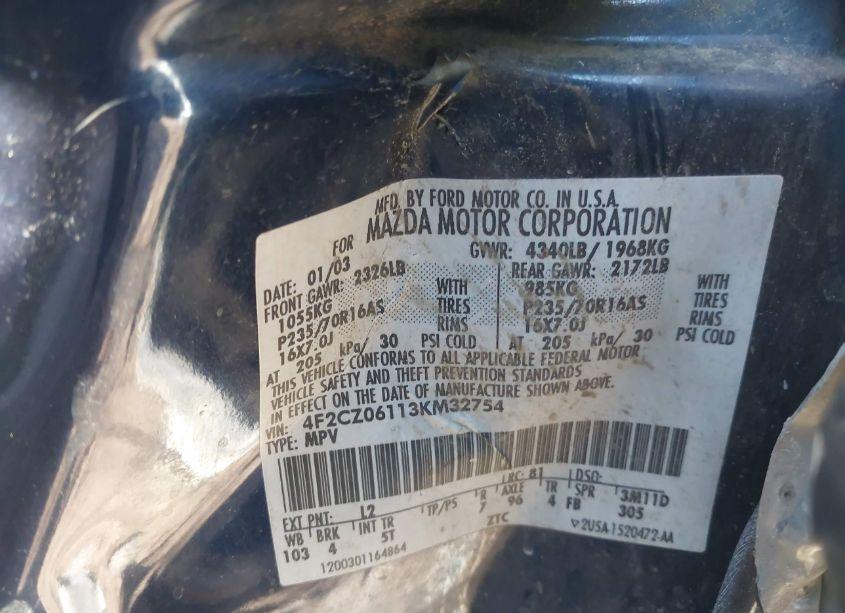 MFD. BY FORD MOTOR CO. IN U.S.A.
FOR MAZDA MOTOR CORPORATION
DATE: 01/03 GVWR: 4340LB/ 1968KG
FRONT GAWR: 2326LB REAR GAWR: 2172LB
1055KG WITH 985KG WITH
P235/70R16AS TIRES P235/70R16AS TIRES
16X7.0J RIMS 16X7.0J RIMS
AT 205 kPa/ 30 PSI COLD AT 205 kPa/ 30 PSI COLD
THIS VEHICLE CONFORMS TO ALL APPLICABLE FEDERAL MOTOR
VEHICLE SAFETY AND THEFT PREVENTION STANDARDS
IN EFFECT ON THE DATE OF MANUFACTURE SHOWN ABOVE.
VIN: 4F2CZ06113KM32754
TYPE: MPV
EXT PNT: L2 RC: 81 DSO:
WB BRK INT TR TP/PS R AXLE TR SPR 3M11D
103 4 5T 7 96 4 FB 305
1200301164864 ZTC 2U5A-1520472-AA